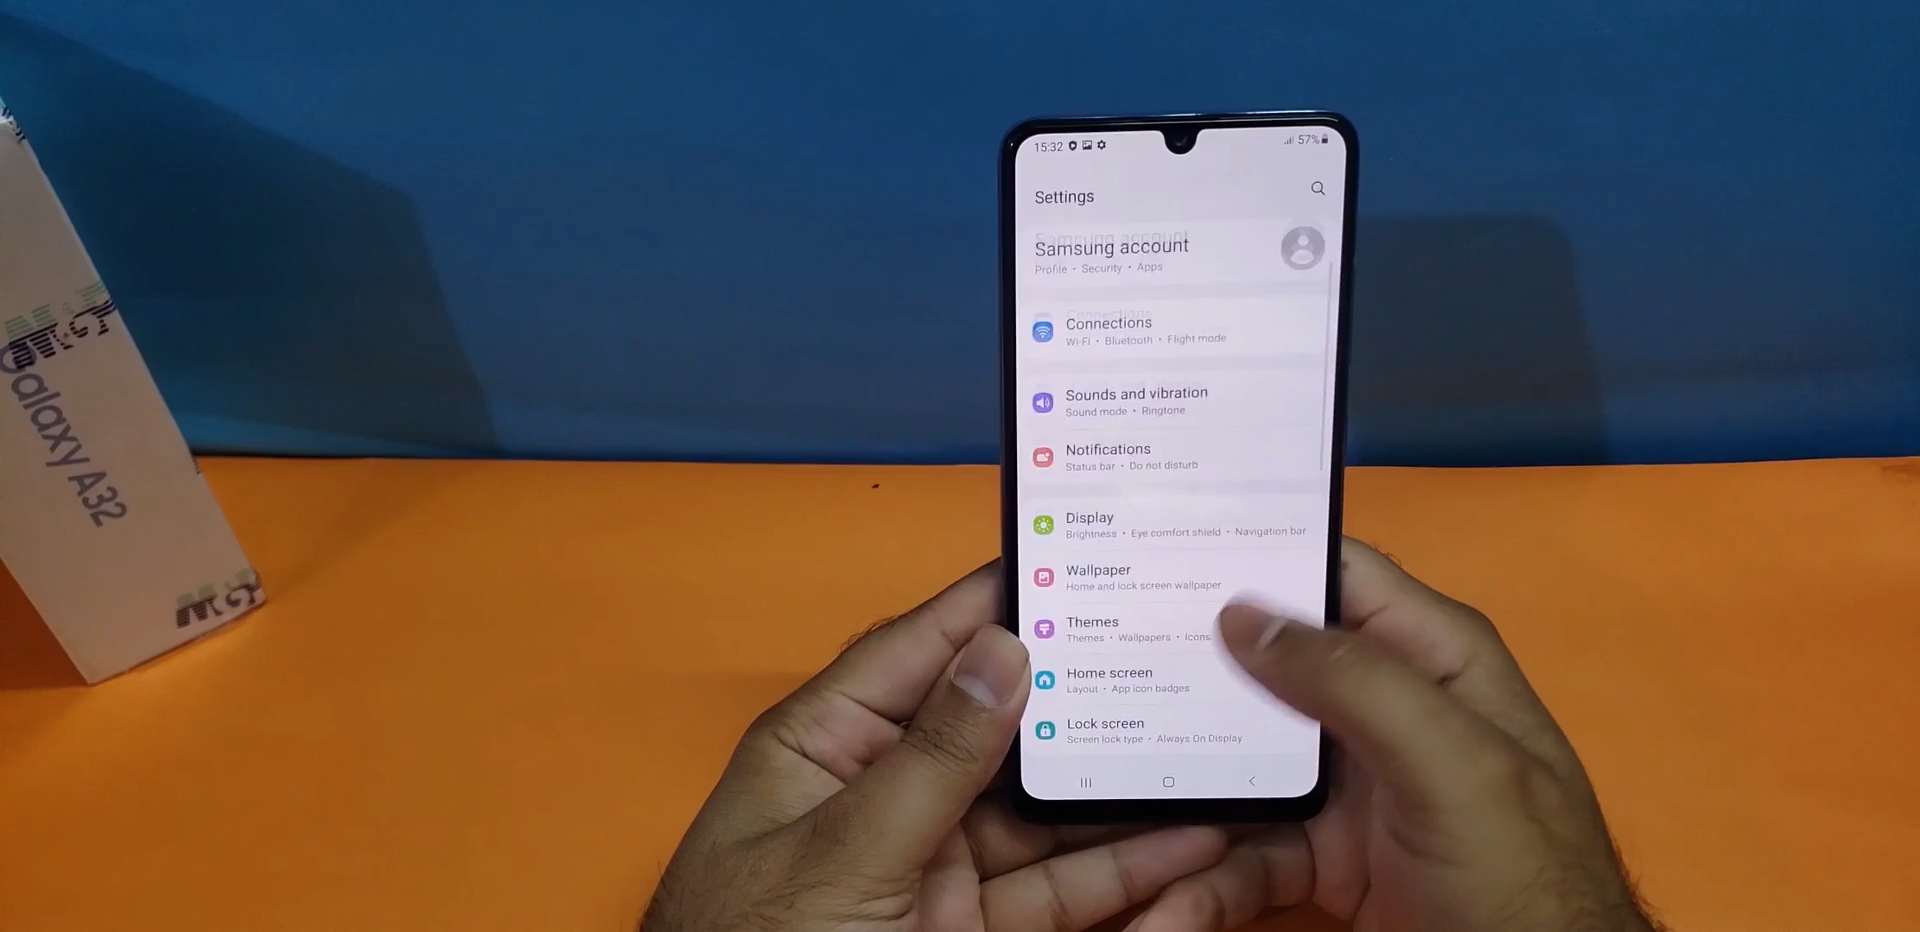 Galaxy A32
15:32
57%
Settings
Samsung account
Profile • Security • Apps
Connections
Wi-Fi • Bluetooth • Flight mode
Sounds and vibration
Sound mode • Ringtone
Notifications
Status bar • Do not disturb
Display
Brightness • Eye comfort shield • Navigation bar
Wallpaper
Home and lock screen wallpaper
Themes
Themes • Wallpapers • Icons
Home screen
Layout • App icon badges
Lock screen
Screen lock type • Always On Display